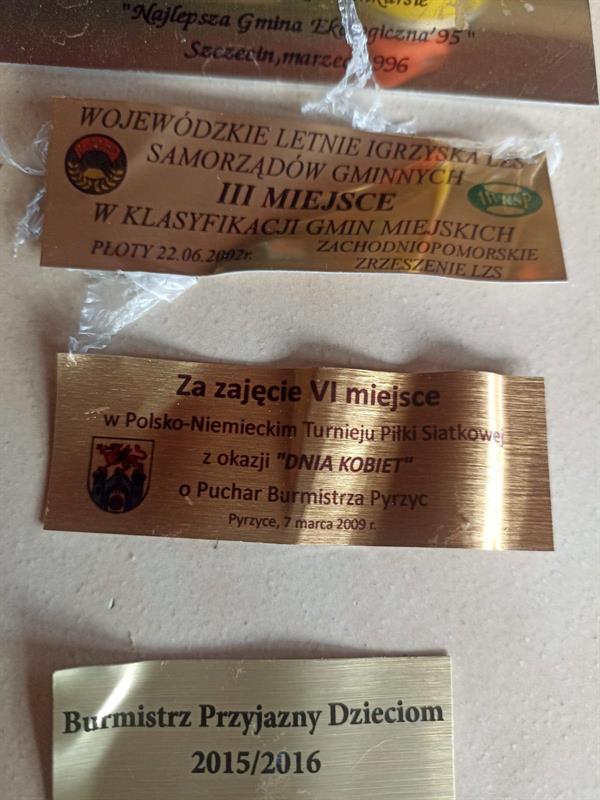 "Najlepsza Gmina Ekologiczna'95"
Szczecin, marzec 1996
WOJEWÓDZKIE LETNIE IGRZYSKA LZS
SAMORZĄDÓW GMINNYCH
III MIEJSCE
W KLASYFIKACJI GMIN MIEJSKICH
PŁOTY 22.06.2002r.
ZACHODNIOPOMORSKIE
ZRZESZENIE LZS
Za zajęcie VI miejsce
w Polsko-Niemieckim Turnieju Piłki Siatkowej
z okazji "DNIA KOBIET"
o Puchar Burmistrza Pyrzyc
Pyrzyce, 7 marca 2009 r.
Burmistrz Przyjazny Dzieciom
2015/2016